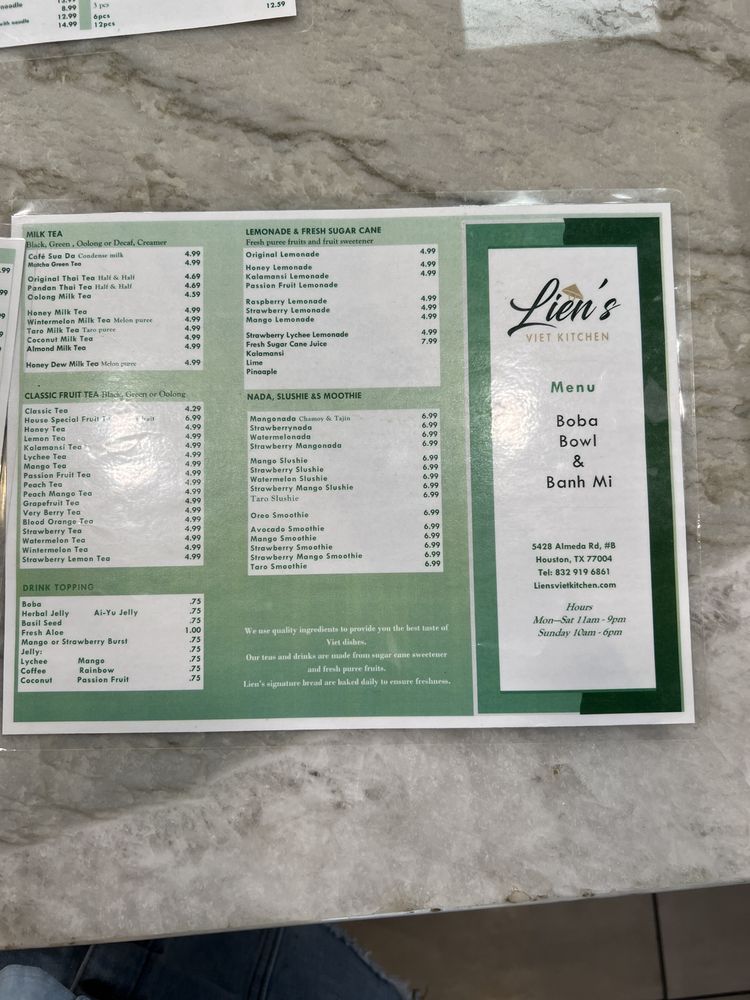 noodle
8.99
12.99
with noodle 14.99
3 pcs
6pcs
12pcs
12.59
MILK TEA
Black, Green , Oolong or Decaf, Creamer
Café Sua Da Condense milk 4.99
Matcha Green Tea 4.99
Original Thai Tea Half & Half 4.69
Pandan Thai Tea Half & Half 4.69
Oolong Milk Tea 4.59
Honey Milk Tea 4.99
Wintermelon Milk Tea Melon puree 4.99
Taro Milk Tea Taro puree 4.99
Coconut Milk Tea 4.99
Almond Milk Tea 4.99
Honey Dew Milk Tea Melon puree 4.99
CLASSIC FRUIT TEA Black, Green or Oolong
Classic Tea 4.29
House Special Fruit 6.99
Honey Tea 4.99
Lemon Tea 4.99
Kalamansi Tea 4.99
Lychee Tea 4.99
Mango Tea 4.99
Passion Fruit Tea 4.99
Peach Tea 4.99
Peach Mango Tea 4.99
Grapefruit Tea 4.99
Very Berry Tea 4.99
Blood Orange Tea 4.99
Strawberry Tea 4.99
Watermelon Tea 4.99
Wintermelon Tea 4.99
Strawberry Lemon Tea 4.99
DRINK TOPPING
Boba .75
Herbal Jelly Ai-Yu Jelly .75
Basil Seed .75
Fresh Aloe 1.00
Mango or Strawberry Burst .75
Jelly: .75
Lychee Mango .75
Coffee Rainbow .75
Coconut Passion Fruit .75
LEMONADE & FRESH SUGAR CANE
Fresh puree fruits and fruit sweetener
Original Lemonade 4.99
Honey Lemonade 4.99
Kalamansi Lemonade 4.99
Passion Fruit Lemonade
Raspberry Lemonade 4.99
Strawberry Lemonade 4.99
Mango Lemonade 4.99
Strawberry Lychee Lemonade 4.99
Fresh Sugar Cane Juice 7.99
Kalamansi
Lime
Pinaaple
NADA, SLUSHIE &S MOOTHIE
Mangonada Chamoy & Tajin 6.99
Strawberrynada 6.99
Watermelonada 6.99
Strawberry Mangonada 6.99
Mango Slushie 6.99
Strawberry Slushie 6.99
Watermelon Slushie 6.99
Strawberry Mango Slushie 6.99
Taro Slushie 6.99
Oreo Smoothie 6.99
Avocado Smoothie 6.99
Mango Smoothie 6.99
Strawberry Smoothie 6.99
Strawberry Mango Smoothie 6.99
Taro Smoothie 6.99
We use quality ingredients to provide you the best taste of
Viet dishes.
Our teas and drinks are made from sugar cane sweetener
and fresh puree fruits.
Lien's signature bread are baked daily to ensure freshness.
Lien's
VIET KITCHEN
Menu
Boba
Bowl
&
Banh Mi
5428 Almeda Rd, #B
Houston, TX 77004
Tel: 832 919 6861
Liensvietkitchen.com
Hours
Mon—Sat 11am - 9pm
Sunday 10am - 6pm